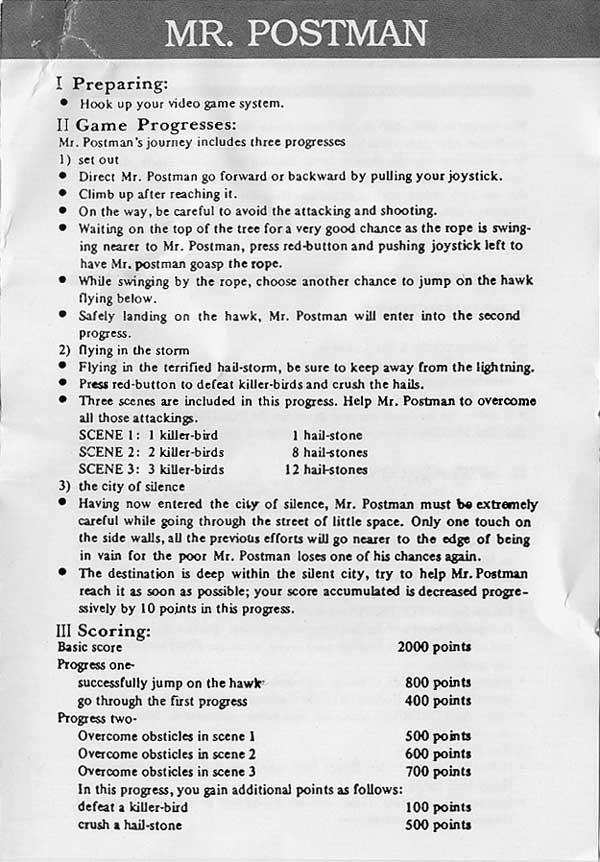 MR. POSTMAN
I Preparing:
• Hook up your video game system.
II Game Progresses:
Mr. Postman's journey includes three progresses
1) set out
• Direct Mr. Postman go forward or backward by pulling your joystick.
• Climb up after reaching it.
• On the way, be careful to avoid the attacking and shooting.
• Waiting on the top of the tree for a very good chance as the rope is swing-
ing nearer to Mr. Postman, press red-button and pushing joystick left to
have Mr. postman goasp the rope.
• While swinging by the rope, choose another chance to jump on the hawk
flying below.
• Safely landing on the hawk, Mr. Postman will enter into the second
progress.
2) flying in the storm
• Flying in the terrified hail-storm, be sure to keep away from the lightning.
• Press red-button to defeat killer-birds and crush the hails.
• Three scenes are included in this progress. Help Mr. Postman to overcome
all those attackings.
SCENE 1: 1 killer-bird 1 hail-stone
SCENE 2: 2 killer-birds 8 hail-stones
SCENE 3: 3 killer-birds 12 hail-stones
3) the city of silence
• Having now entered the city of silence, Mr. Postman must be extremely
careful while going through the street of little space. Only one touch on
the side walls, all the previous efforts will go nearer to the edge of being
in vain for the poor Mr. Postman loses one of his chances again.
• The destination is deep within the silent city, try to help Mr. Postman
reach it as soon as possible; your score accumulated is decreased progre-
ssively by 10 points in this progress.
III Scoring:
Basic score 2000 points
Progress one-
successfully jump on the hawk 800 points
go through the first progress 400 points
Progress two-
Overcome obsticles in scene 1 500 points
Overcome obsticles in scene 2 600 points
Overcome obsticles in scene 3 700 points
In this progress, you gain additional points as follows:
defeat a killer-bird 100 points
crush a hail-stone 500 points